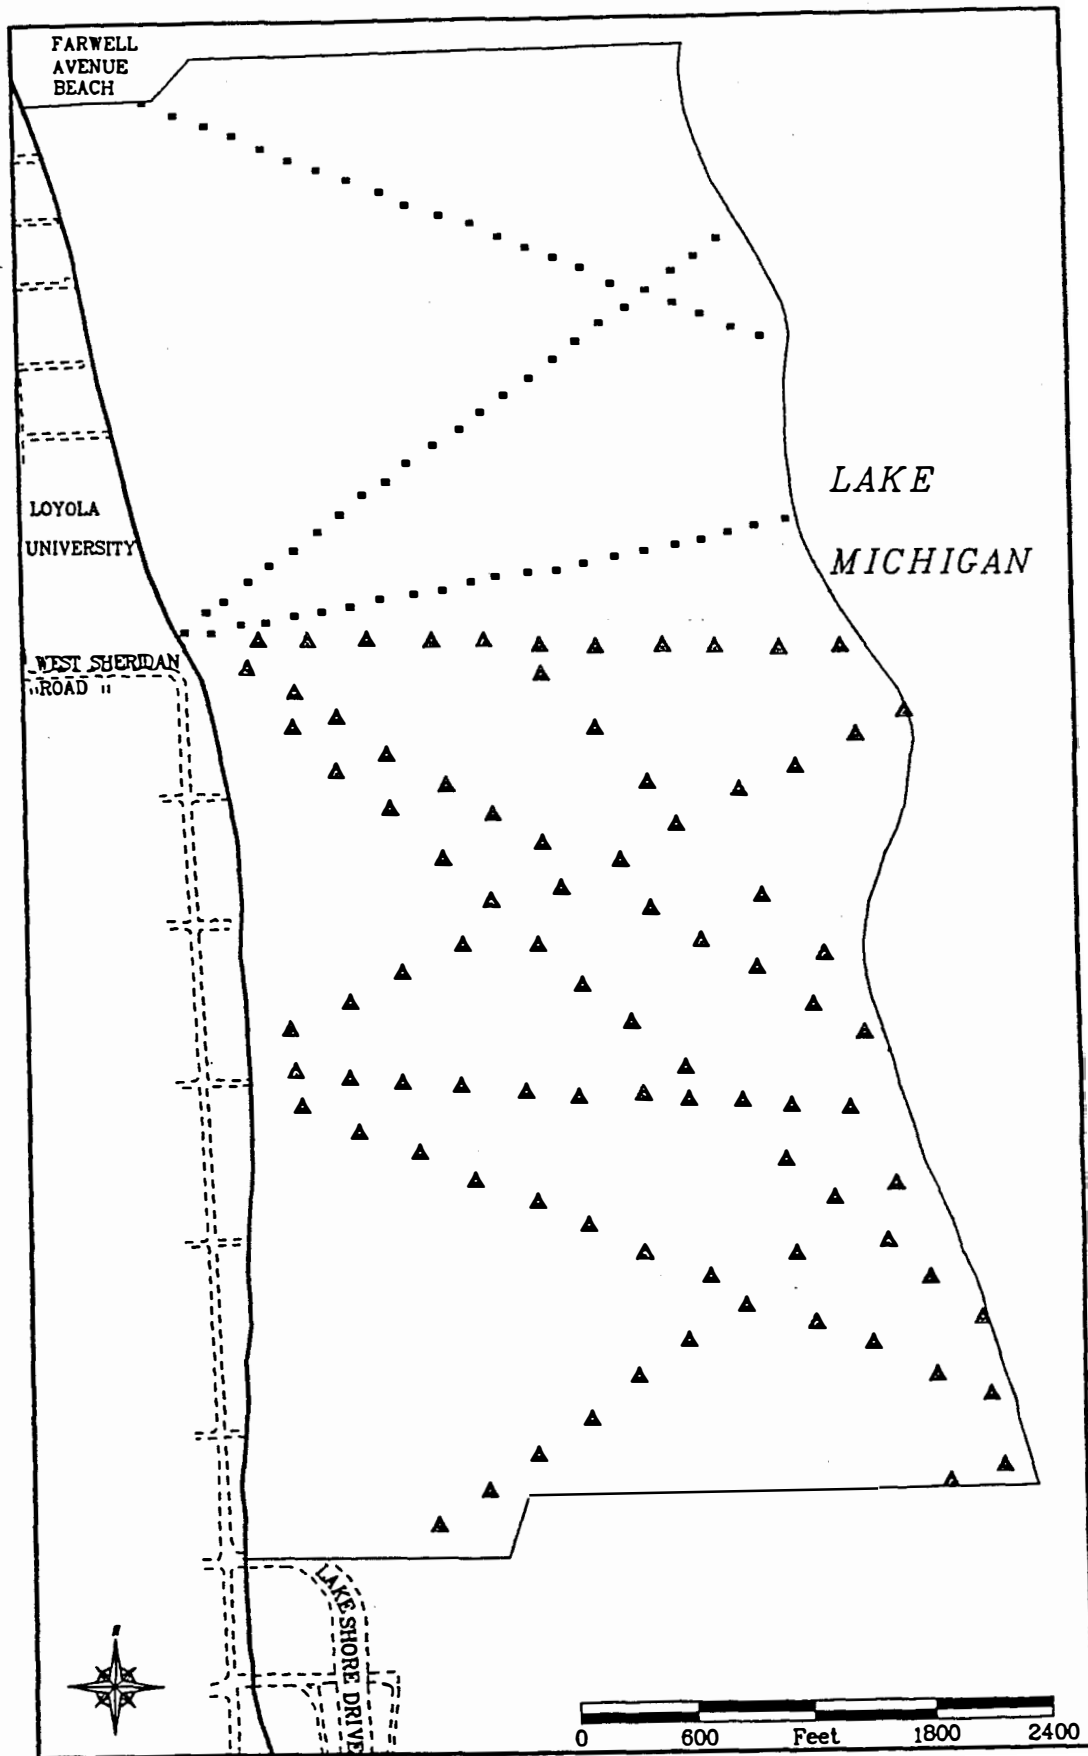 FARWELL
AVENUE
BEACH
LAKE
LOYOLA
UNIVERSITY
MICHIGAN
WEST SHERIDAN
ROAD
LAKE SHORE DRIVE
0 600 Feet 1800 2400